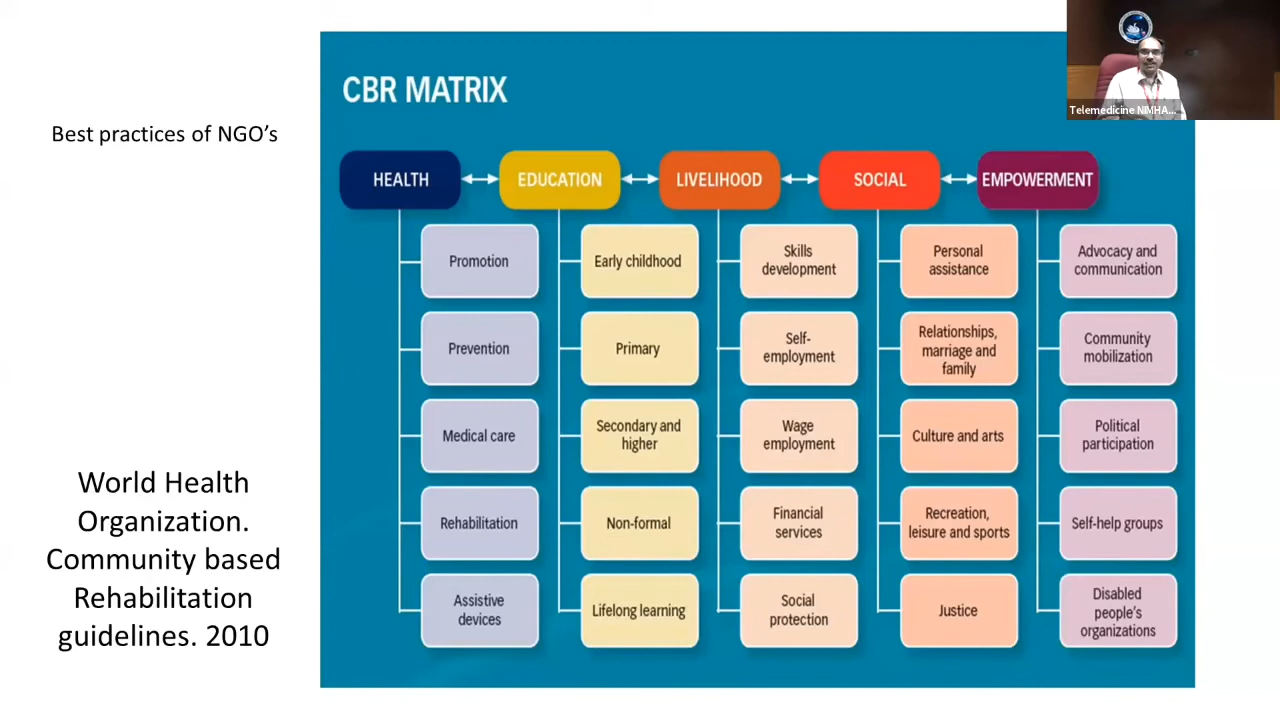 Best practices of NGO's
World Health
Organization.
Community based
Rehabilitation
guidelines. 2010
CBR MATRIX
HEALTH
EDUCATION
LIVELIHOOD
SOCIAL
EMPOWERMENT
Promotion
Prevention
Medical care
Rehabilitation
Assistive
devices
Early childhood
Primary
Secondary and
higher
Non-formal
Lifelong learning
Skills
development
Self-
employment
Wage
employment
Financial
services
Social
protection
Personal
assistance
Relationships,
marriage and
family
Culture and arts
Recreation,
leisure and sports
Justice
Advocacy and
communication
Community
mobilization
Political
participation
Self-help groups
Disabled
people's
organizations
Telemedicine NIMHA...